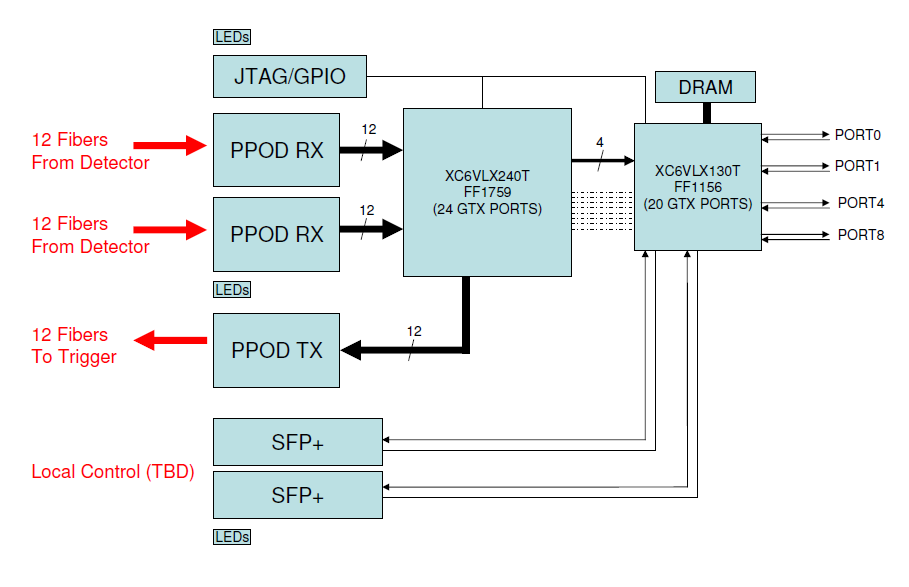 LEDs
JTAG/GPIO
DRAM
12 Fibers
From Detector
PPOD RX
12
XC6VLX240T
FF1759
(24 GTX PORTS)
4
XC6VLX130T
FF1156
(20 GTX PORTS)
PORT0
PORT1
PORT4
PORT8
12 Fibers
From Detector
PPOD RX
12
LEDs
12 Fibers
To Trigger
PPOD TX
12
SFP+
Local Control (TBD)
SFP+
LEDs